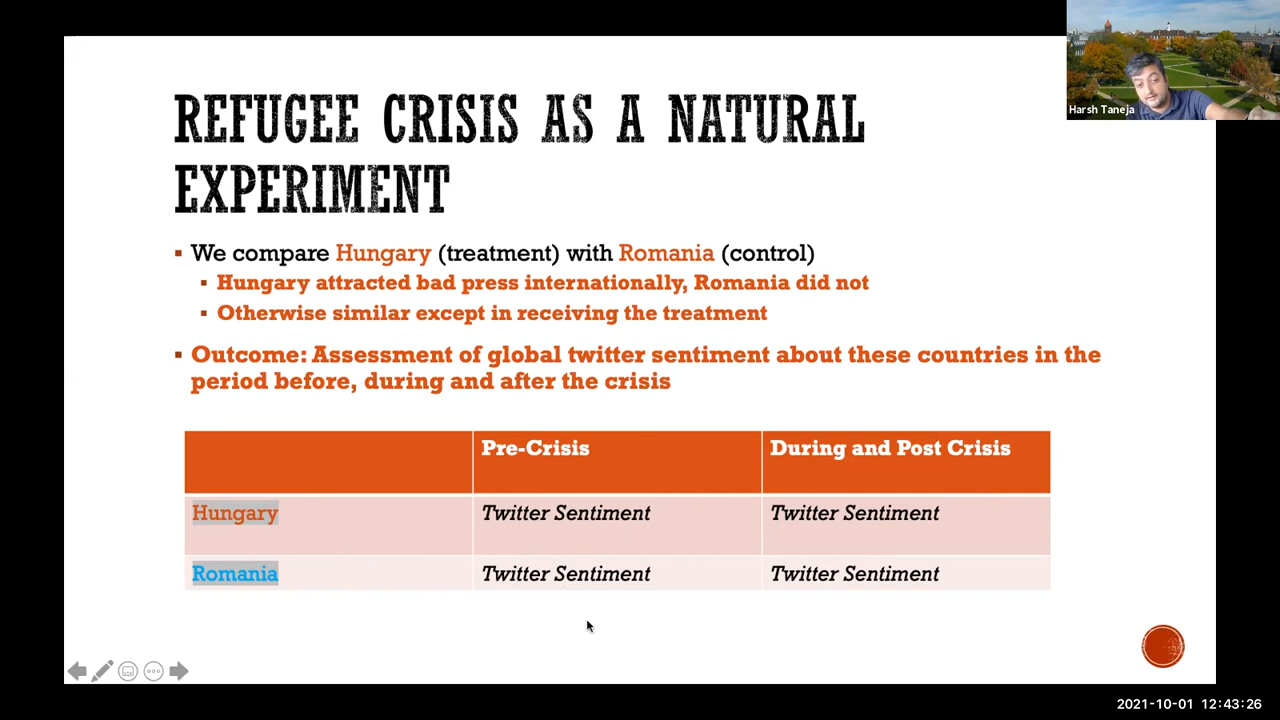 Harsh Taneja
REFUGEE CRISIS AS A NATURAL
EXPERIMENT
▪ We compare Hungary (treatment) with Romania (control)
▪ Hungary attracted bad press internationally, Romania did not
▪ Otherwise similar except in receiving the treatment
▪ Outcome: Assessment of global twitter sentiment about these countries in the
period before, during and after the crisis
Pre-Crisis During and Post Crisis
Hungary Twitter Sentiment Twitter Sentiment
Romania Twitter Sentiment Twitter Sentiment
2021-10-01 12:43:26